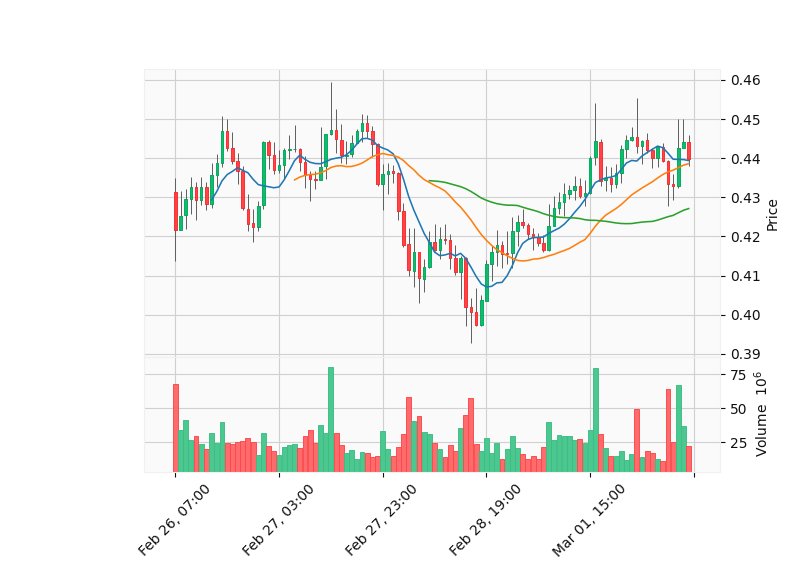 0.46
0.45
0.44
0.43
0.42
0.41
0.40
0.39
Price
75
50
25
Volume 10^6
Feb 26, 07:00
Feb 27, 03:00
Feb 27, 23:00
Feb 28, 19:00
Mar 01, 15:00